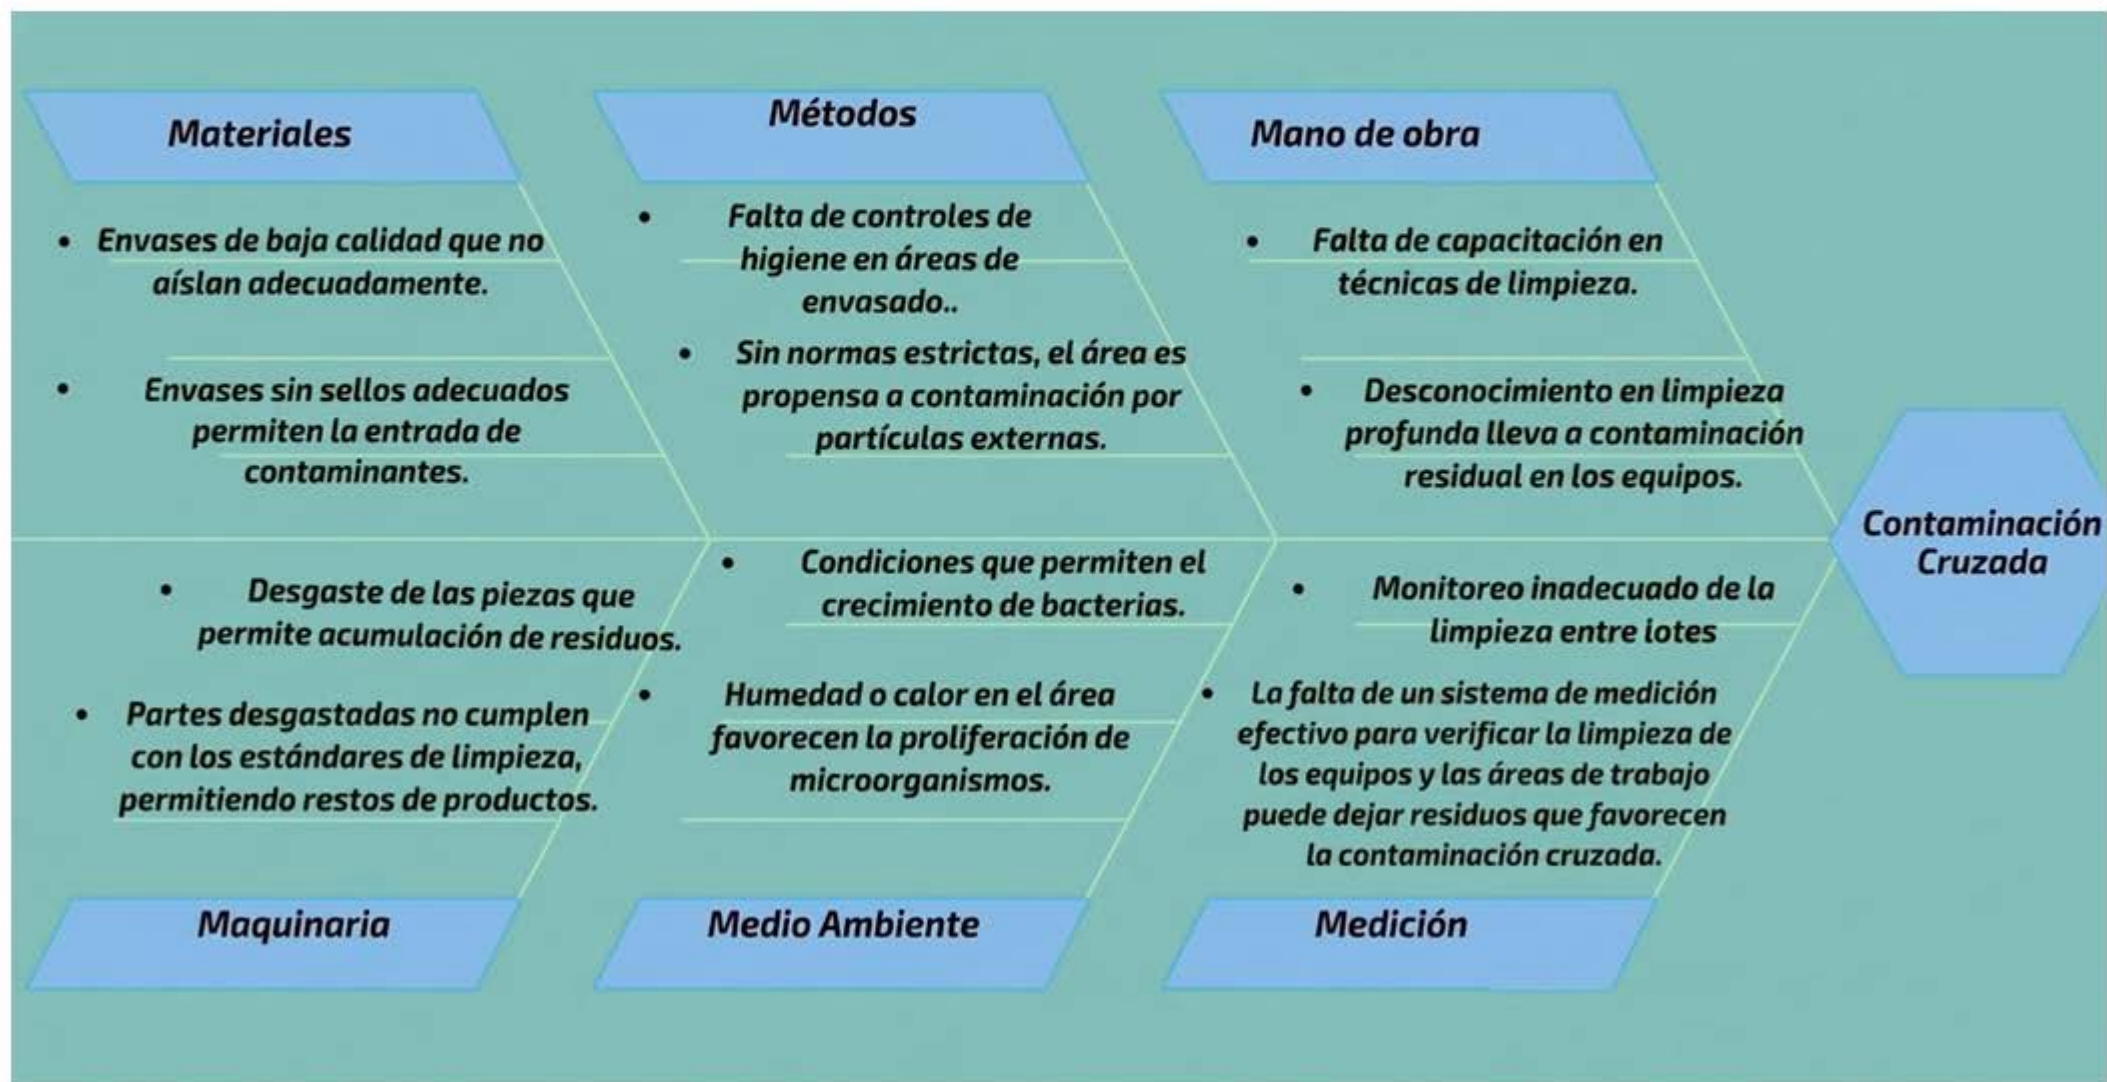 Materiales
Métodos
Mano de obra
• Envases de baja calidad que no
aíslan adecuadamente.
• Envases sin sellos adecuados
permiten la entrada de
contaminantes.
• Falta de controles de
higiene en áreas de
envasado..
• Sin normas estrictas, el área es
propensa a contaminación por
partículas externas.
• Falta de capacitación en
técnicas de limpieza.
• Desconocimiento en limpieza
profunda lleva a contaminación
residual en los equipos.
Contaminación
Cruzada
• Desgaste de las piezas que
permite acumulación de residuos.
• Partes desgastadas no cumplen
con los estándares de limpieza,
permitiendo restos de productos.
• Condiciones que permiten el
crecimiento de bacterias.
• Humedad o calor en el área
favorecen la proliferación de
microorganismos.
• Monitoreo inadecuado de la
limpieza entre lotes
• La falta de un sistema de medición
efectivo para verificar la limpieza de
los equipos y las áreas de trabajo
puede dejar residuos que favorecen
la contaminación cruzada.
Maquinaria
Medio Ambiente
Medición